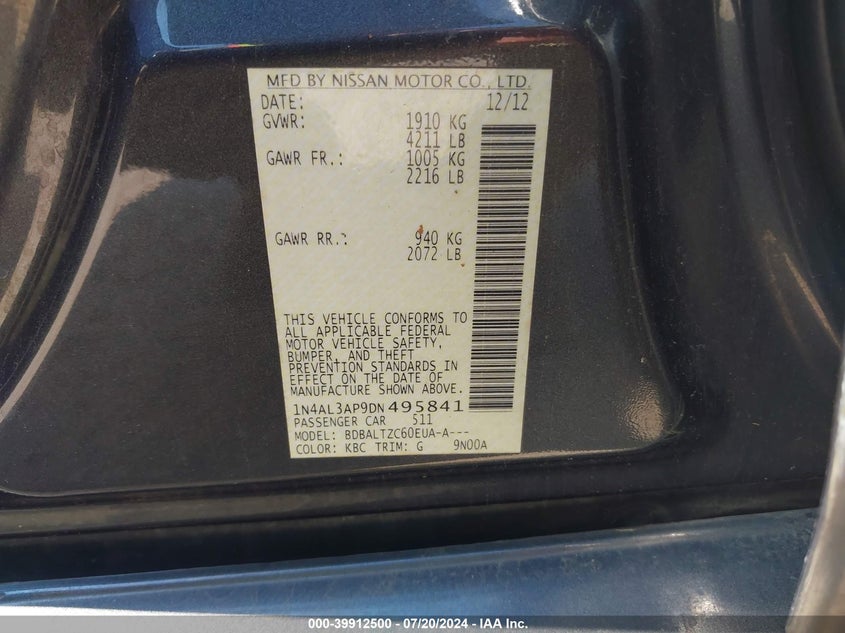 MFD BY NISSAN MOTOR CO., LTD.
DATE: 12/12
GVWR: 1910 KG
4211 LB
GAWR FR.: 1005 KG
2216 LB
GAWR RR.: 940 KG
2072 LB
THIS VEHICLE CONFORMS TO
ALL APPLICABLE FEDERAL
MOTOR VEHICLE SAFETY,
BUMPER, AND THEFT
PREVENTION STANDARDS IN
EFFECT ON THE DATE OF
MANUFACTURE SHOWN ABOVE.
1N4AL3AP9DN495841
PASSENGER CAR 511
MODEL: BDBALTZC60EUA-A---
COLOR: KBC TRIM: G 9N00A
000-39912500 - 07/20/2024 - IAA Inc.